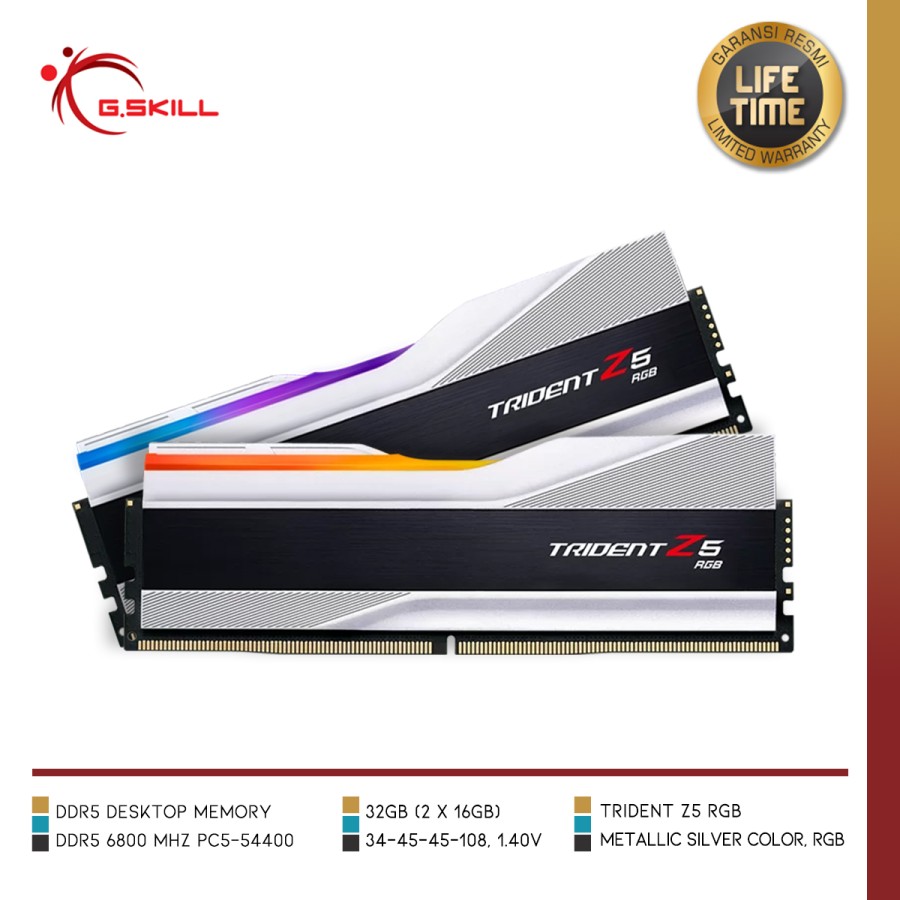 G.SKILL
GARANSI RESMI
LIFE
TIME
LIMITED WARRANTY
TRIDENT Z5
RGB
TRIDENT Z5
RGB
DDR5 DESKTOP MEMORY
32GB (2 X 16GB)
TRIDENT Z5 RGB
DDR5 6800 MHZ PC5-54400
34-45-45-108, 1.40V
METALLIC SILVER COLOR, RGB